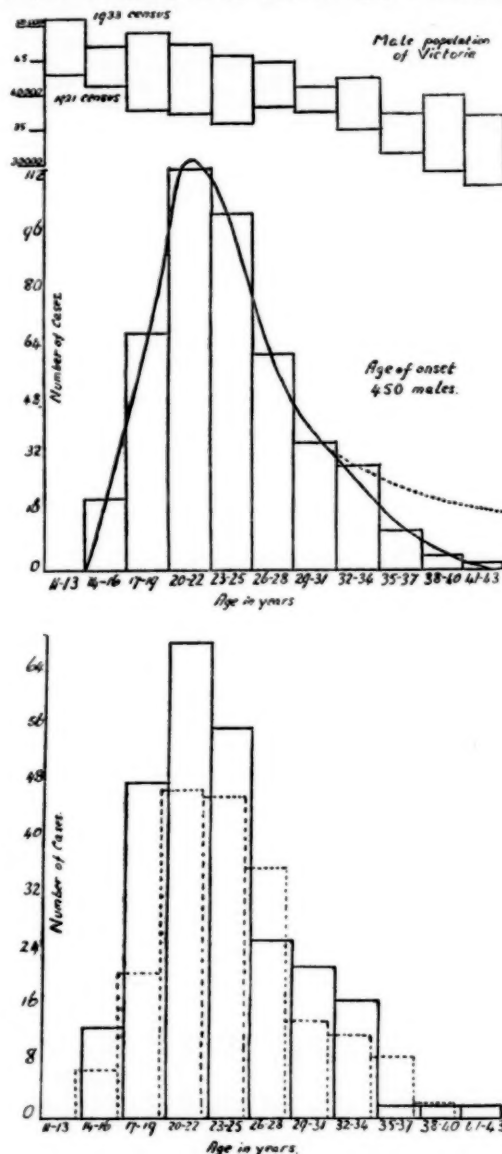 1933 census
Male population
of Victoria
45
40000
1921 census
35
30000
112
96
80
64
48
32
16
0
Number of Cases.
Age of onset
450 males.
11-13 14-16 17-19 20-22 23-25 26-28 29-31 32-34 35-37 38-40 41-43
Age in years
64
56
48
40
32
24
16
8
0
Number of Cases.
11-13 14-16 17-19 20-22 23-25 26-28 29-31 32-34 35-37 38-40 41-43
Age in years.